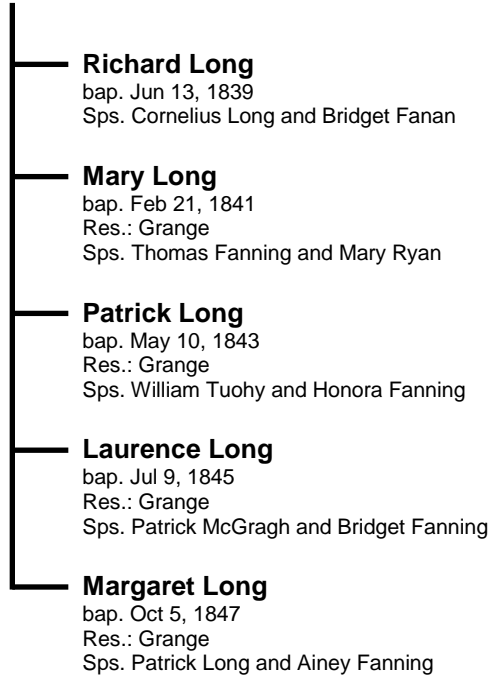 Richard Long
bap. Jun 13, 1839
Sps. Cornelius Long and Bridget Fanan
Mary Long
bap. Feb 21, 1841
Res.: Grange
Sps. Thomas Fanning and Mary Ryan
Patrick Long
bap. May 10, 1843
Res.: Grange
Sps. William Tuohy and Honora Fanning
Laurence Long
bap. Jul 9, 1845
Res.: Grange
Sps. Patrick McGragh and Bridget Fanning
Margaret Long
bap. Oct 5, 1847
Res.: Grange
Sps. Patrick Long and Ainey Fanning